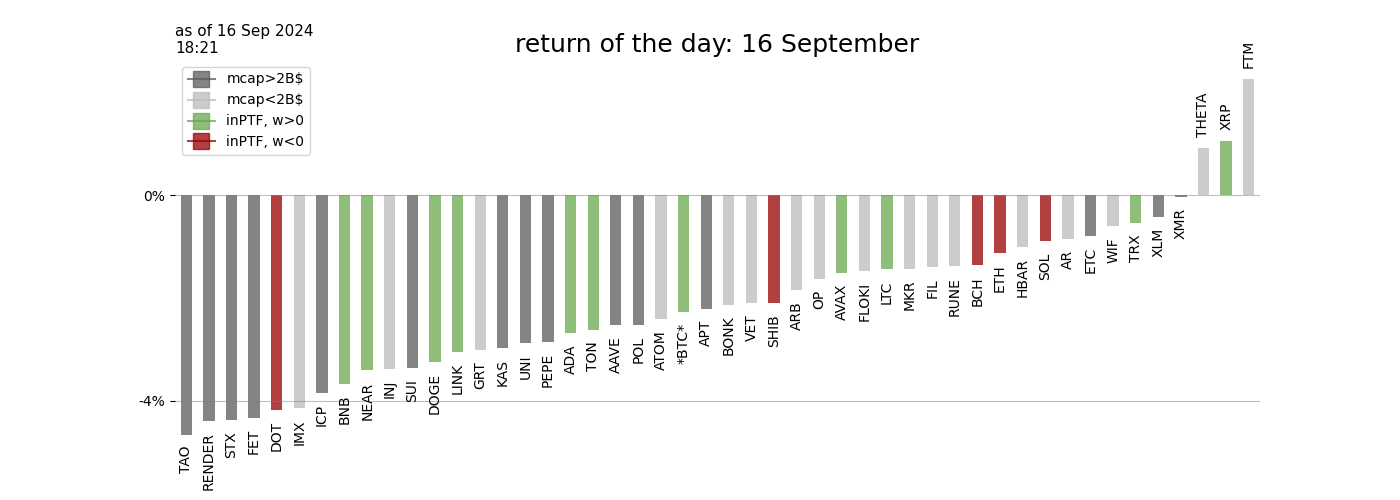 as of 16 Sep 2024
18:21
return of the day: 16 September
mcap>2B$
mcap<2B$
inPTF, w>0
inPTF, w<0
0%
-4%
TAO
RENDER
STX
FET
DOT
IMX
ICP
BNB
NEAR
INJ
SUI
DOGE
LINK
GRT
KAS
UNI
PEPE
ADA
TON
AAVE
POL
ATOM
*BTC*
APT
BONK
VET
SHIB
ARB
OP
AVAX
FLOKI
LTC
MKR
FIL
RUNE
BCH
ETH
HBAR
SOL
AR
ETC
WIF
TRX
XLM
XMR
THETA
XRP
FTM